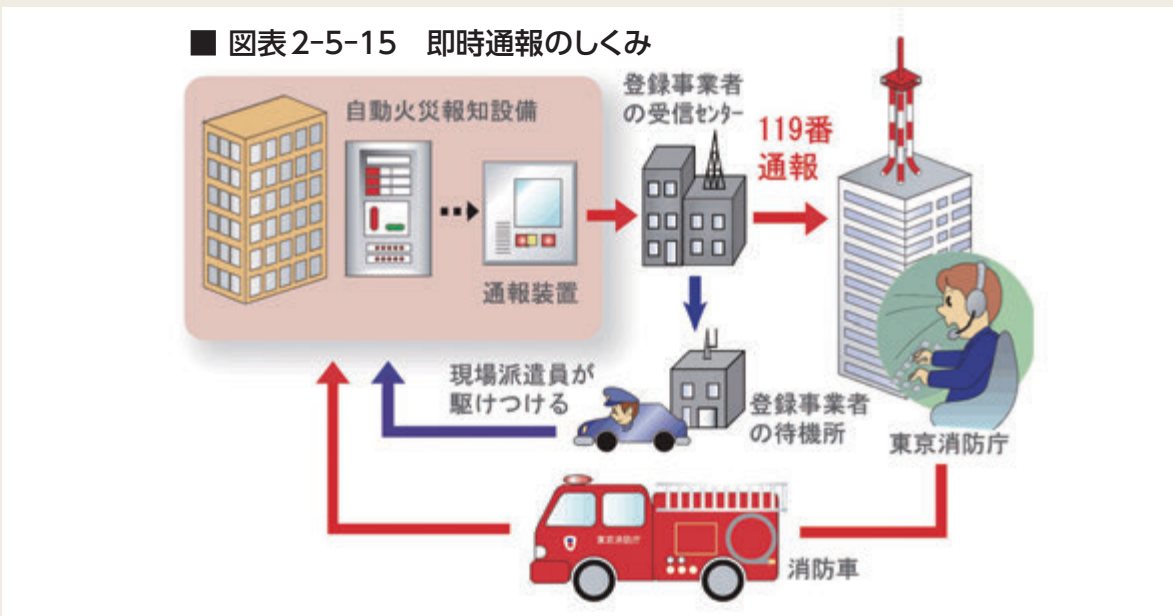 ■ 図表2-5-15　即時通報のしくみ
自動火災報知設備
通報装置
登録事業者
の受信ｾﾝﾀｰ
119番
通報
現場派遣員が
駆けつける
登録事業者
の待機所
東京消防庁
東京消防庁
消防車